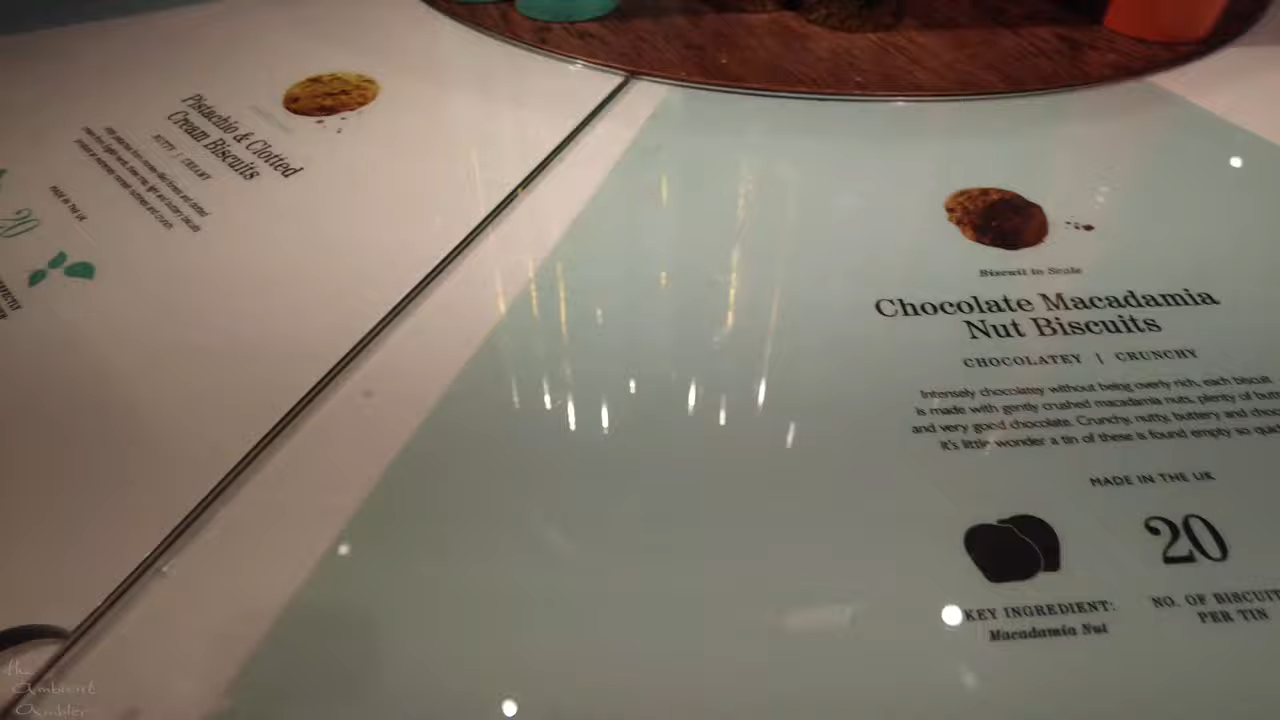 Pistachio & Clotted
Cream Biscuits
NUTTY | CREAMY
MADE IN THE UK
20
Biscuit to Scale
Chocolate Macadamia
Nut Biscuits
CHOCOLATEY | CRUNCHY
Intensely chocolatey without being overly rich, each biscuit
is made with gently crushed macadamia nuts, plenty of
and very good chocolate. Crunchy, nutty, buttery and
It's little wonder a tin of these is found empty so
MADE IN THE UK
20
KEY INGREDIENT:
Macadamia Nut
NO. OF BISCUIT
PER TIN
the
Ambient
Ambler